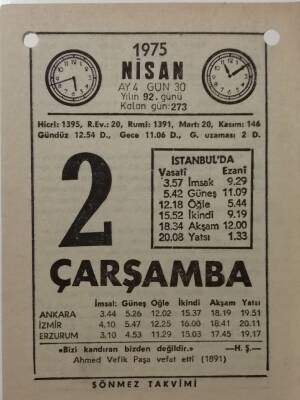 1975
NİSAN
AY 4 GÜN 30
Yılın 92. günü
Kalan gün: 273
Hicrî: 1395, R.Ev.: 20, Rumî: 1391, Mart: 20, Kasım: 146
Gündüz 12.54 D., Gece 11.06 D., G. uzaması 2 D.
2
İSTANBUL'DA
Vasatî Ezanî
3.57 İmsak 9.29
5.42 Güneş 11.09
12.18 Öğle 5.44
15.52 İkindi 9.19
18.34 Akşam 12.00
20.08 Yatsı 1.33
ÇARŞAMBA
İmsak Güneş Öğle İkindi Akşam Yatsı
ANKARA 3.44 5.26 12.02 15.37 18.19 19.51
İZMİR 4.10 5.47 12.25 16.00 18.41 20.11
ERZURUM 3.10 4.53 11.29 15.03 17.45 19.17
«Bizi kandıran bizden değildir.» —H. Ş.—
Ahmed Vefik Paşa vefat etti (1891)
SÖNMEZ TAKVİMİ